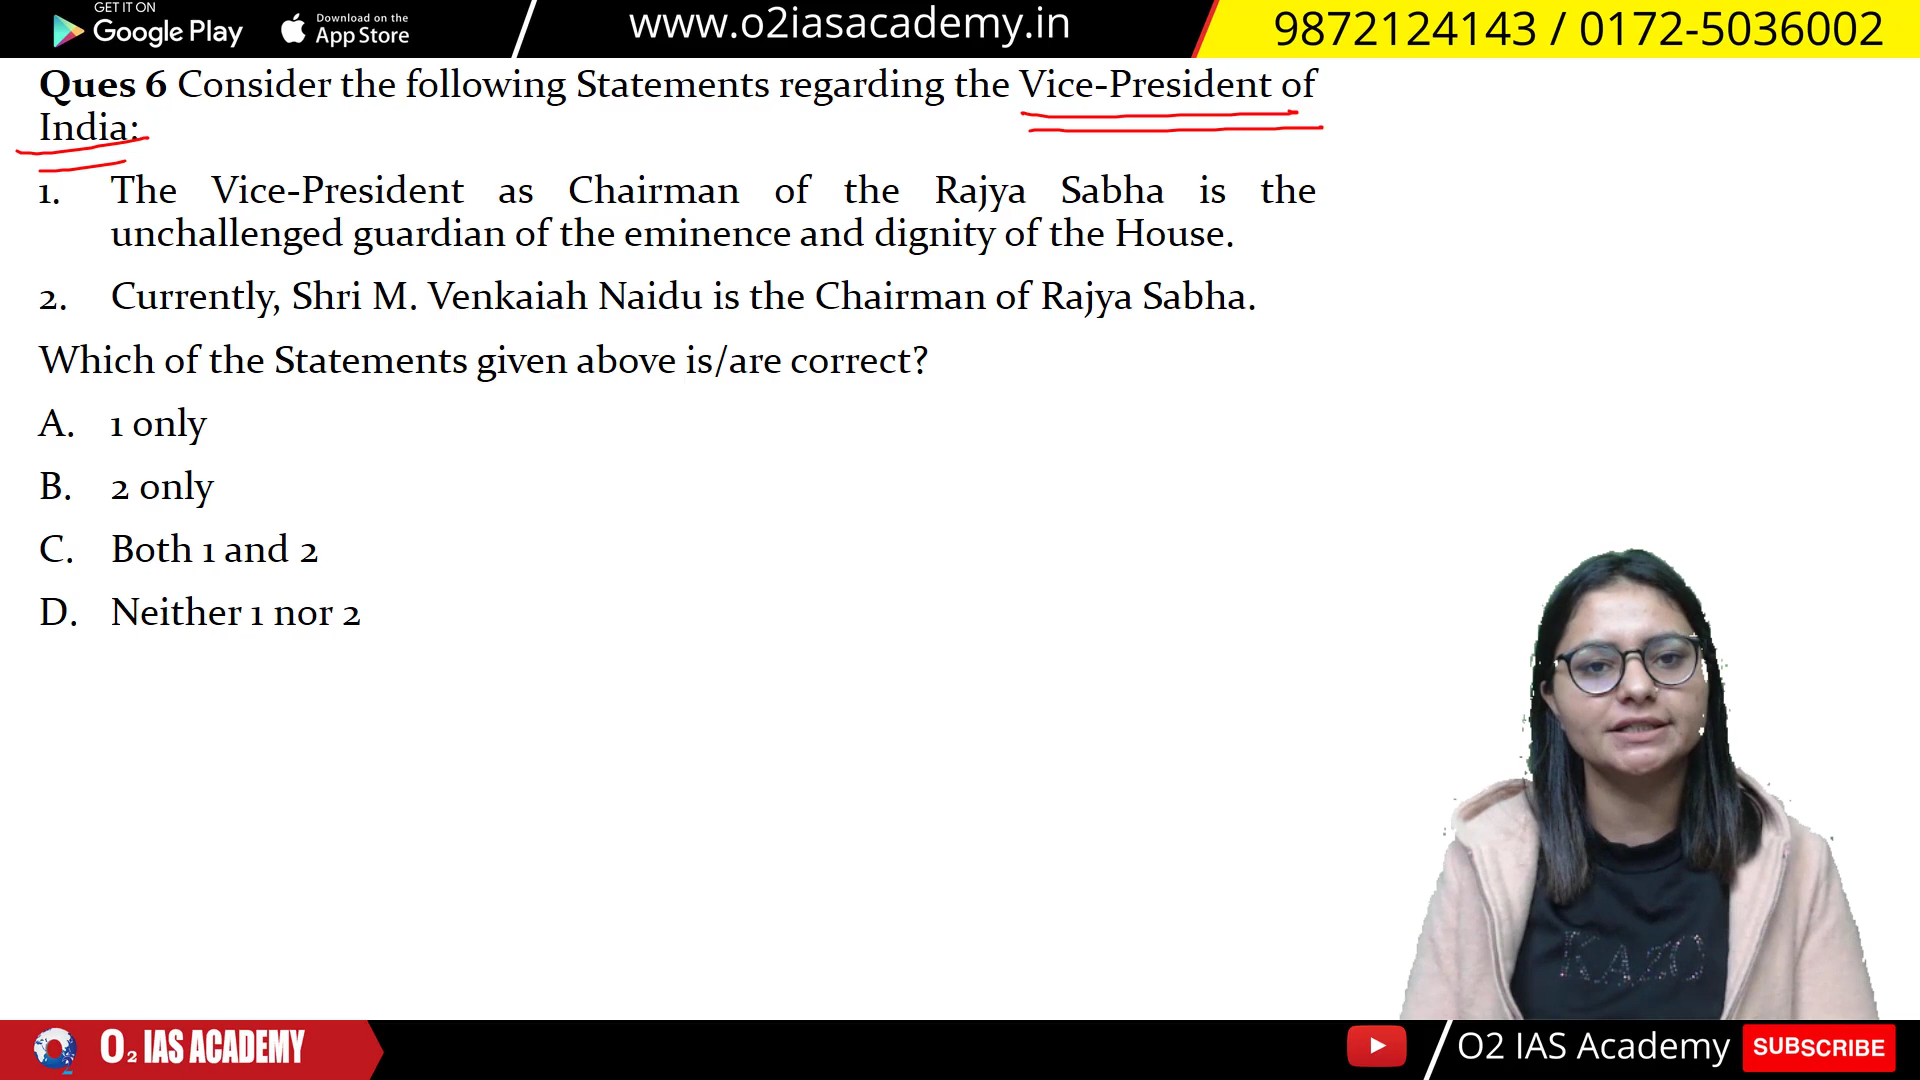 GET IT ON
Google Play
Download on the
App Store
www.o2iasacademy.in
9872124143 / 0172-5036002
Ques 6 Consider the following Statements regarding the Vice-President of
India:
1. The Vice-President as Chairman of the Rajya Sabha is the
unchallenged guardian of the eminence and dignity of the House.
2. Currently, Shri M. Venkaiah Naidu is the Chairman of Rajya Sabha.
Which of the Statements given above is/are correct?
A. 1 only
B. 2 only
C. Both 1 and 2
D. Neither 1 nor 2
KAZO
O2 IAS ACADEMY
O2 IAS Academy
SUBSCRIBE